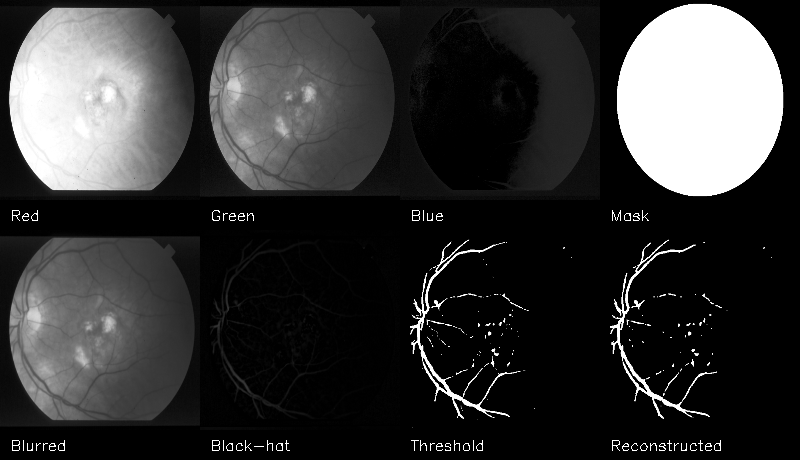 Red
Green
Blue
Mask
Blurred
Black-hat
Threshold
Reconstructed